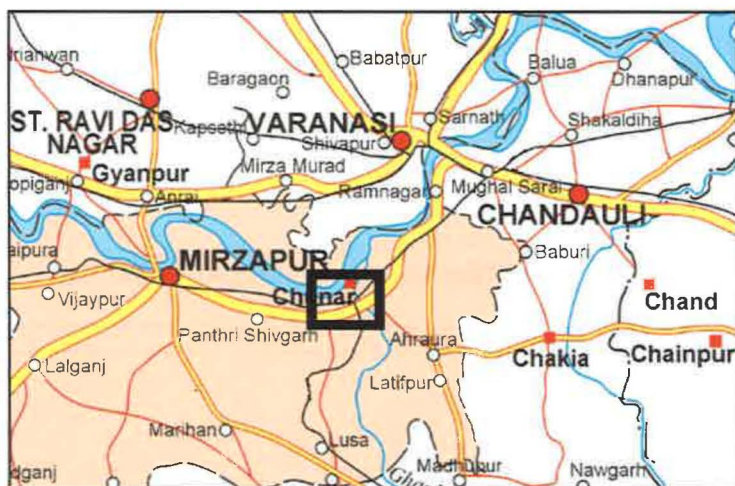 rianwan
Babatpur
Baragaon
Balua
Dhanapur
ST. RAVI DAS
NAGAR
Kapsethi
VARANASI
Shivapur
Sarnath
Shakaldiha
Gyanpur
Mirza Murad
Mughal Sarai
opiganj
Anrai
Ramnagar
CHANDAULI
aipura
MIRZAPUR
Baburi
Vijaypur
Chunar
Chand
Panthri Shivgarh
Ahraura
Chakia
Chainpur
Lalganj
Latifpur
Marihan
Lusa
dganj
Madhupur
Nawgarh